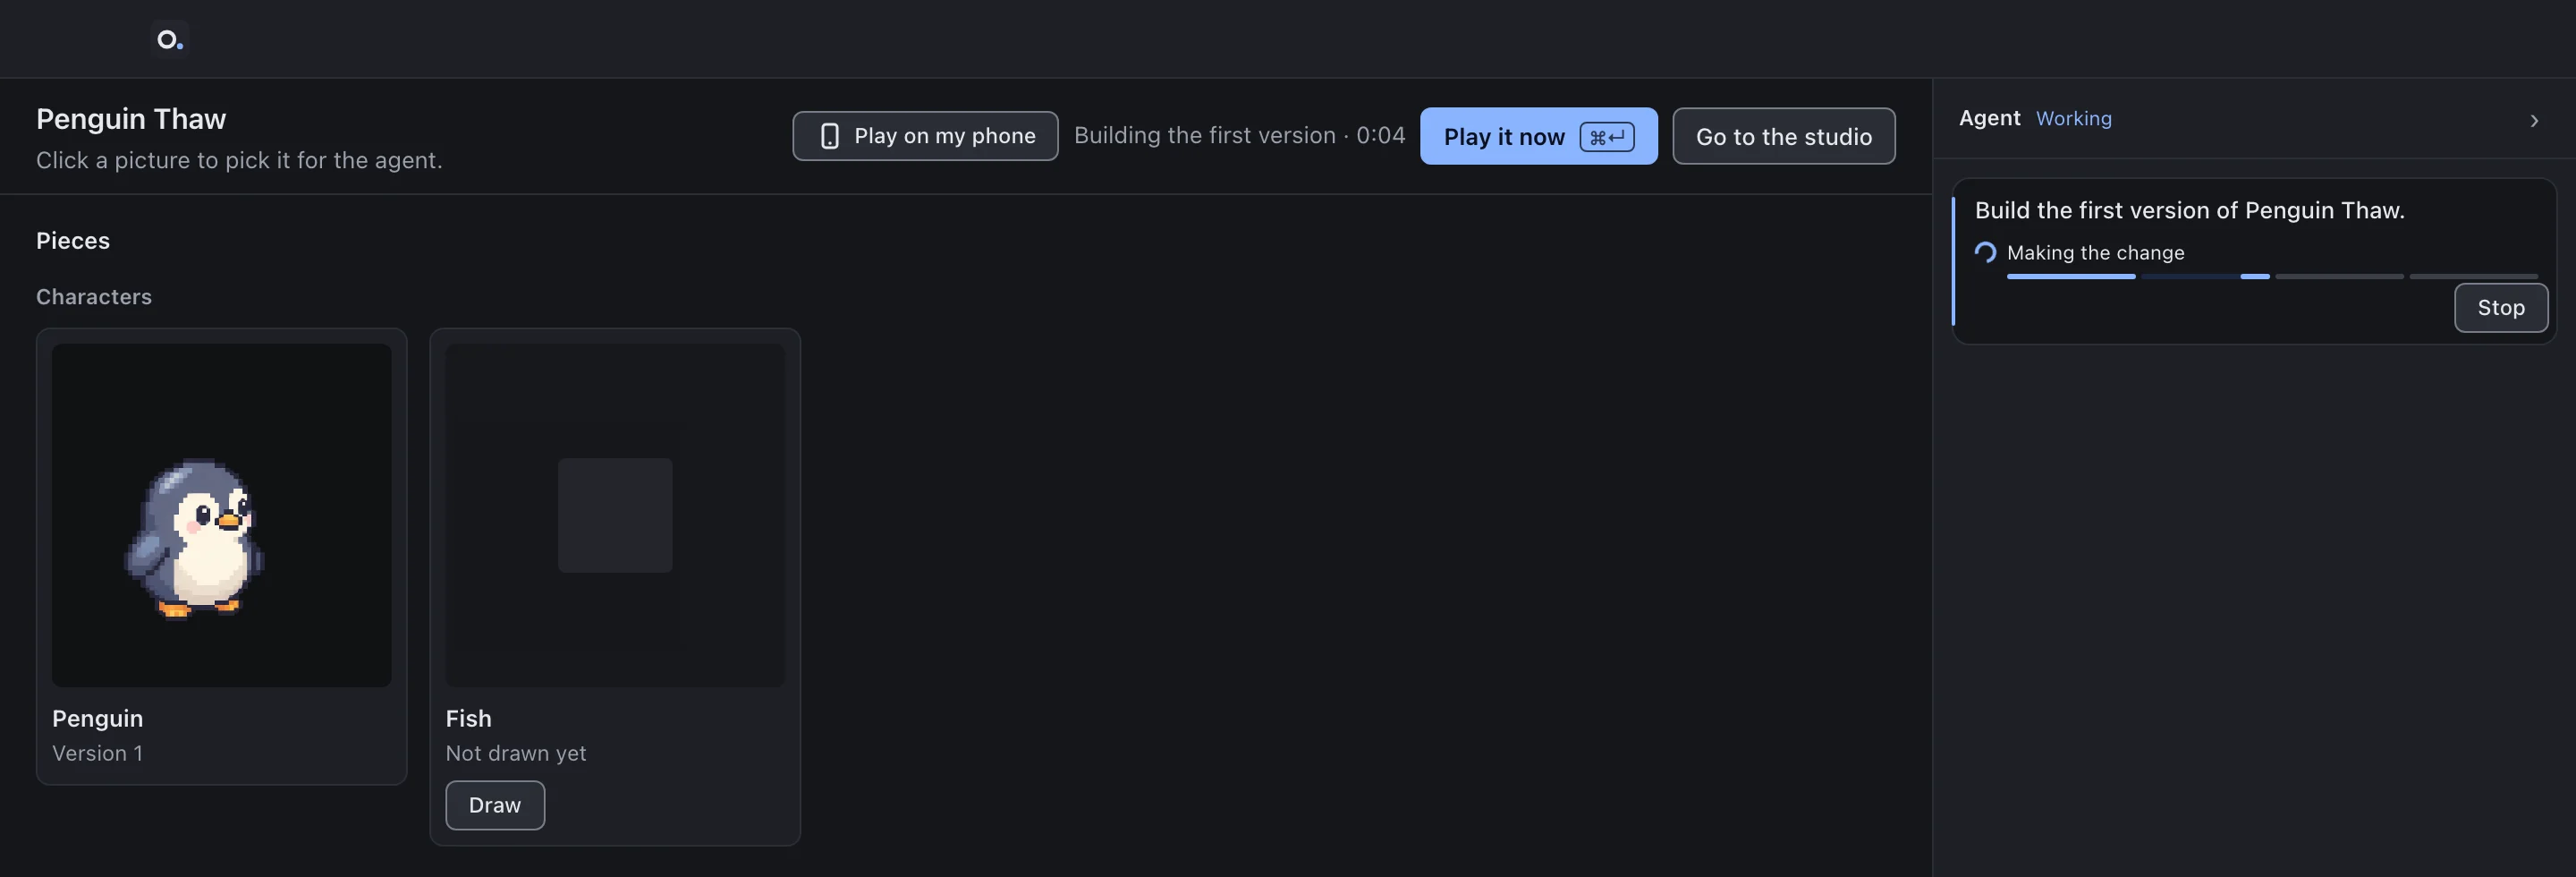 o.
Penguin Thaw
Click a picture to pick it for the agent.
Play on my phone
Building the first version · 0:04
Play it now ⌘↵
Go to the studio
Agent Working
›
Build the first version of Penguin Thaw.
Making the change
Stop
Pieces
Characters
Penguin
Version 1
Fish
Not drawn yet
Draw